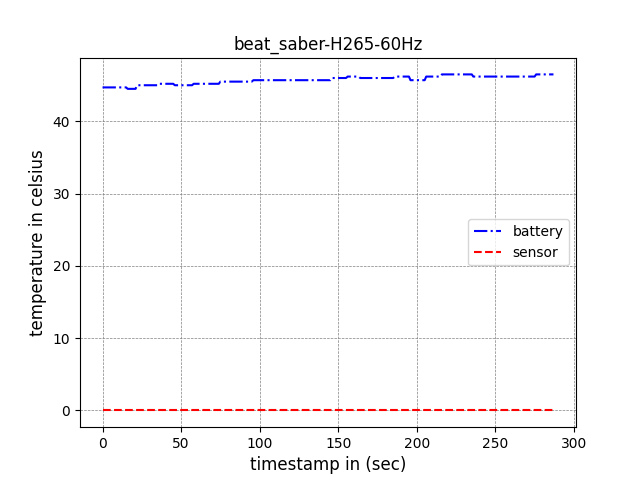 beat_saber-H265-60Hz
temperature in celsius
40
30
20
10
0
battery
sensor
0 50 100 150 200 250 300
timestamp in (sec)